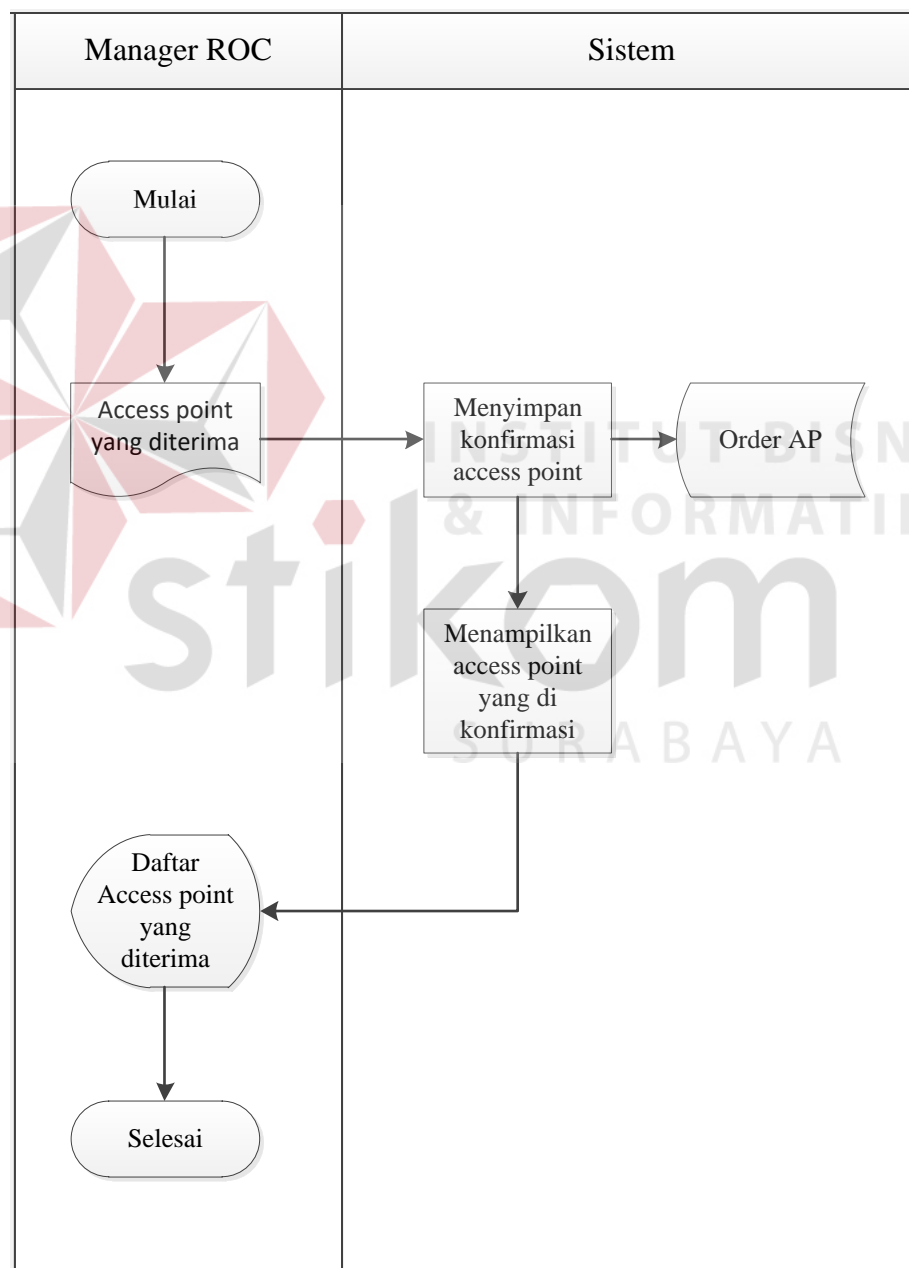 Manager ROC
Sistem
Mulai
Access point
yang diterima
Menyimpan
konfirmasi
access point
Order AP
INSTITUT BISN
& INFORMATI
stikom
SURABAYA
Menampilkan
access point
yang di
konfirmasi
Daftar
Access point
yang
diterima
Selesai